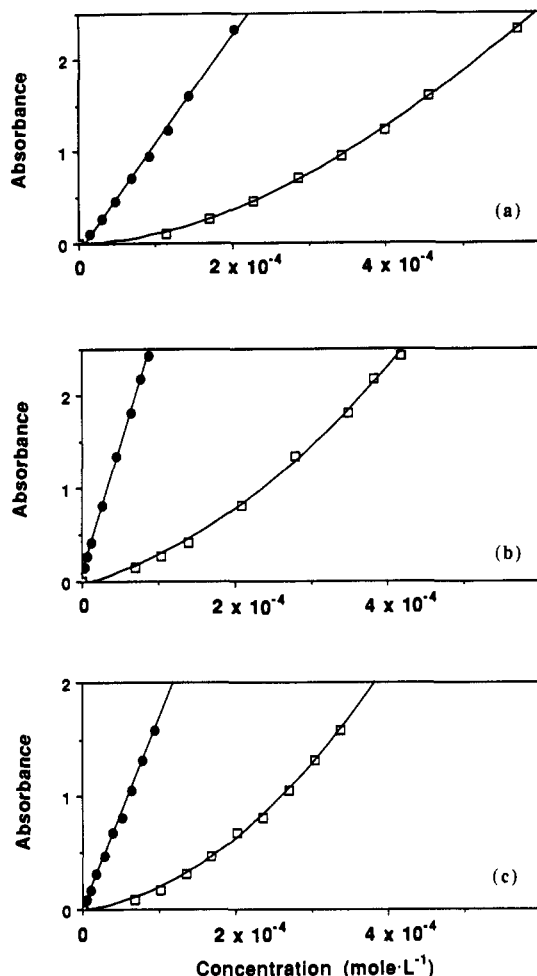 2
1
0
Absorbance
(a)
0
2 x 10⁻⁴
4 x 10⁻⁴
2
1
0
Absorbance
(b)
0
2 x 10⁻⁴
4 x 10⁻⁴
2
1
0
Absorbance
(c)
0
2 x 10⁻⁴
4 x 10⁻⁴
Concentration (mole·L⁻¹)